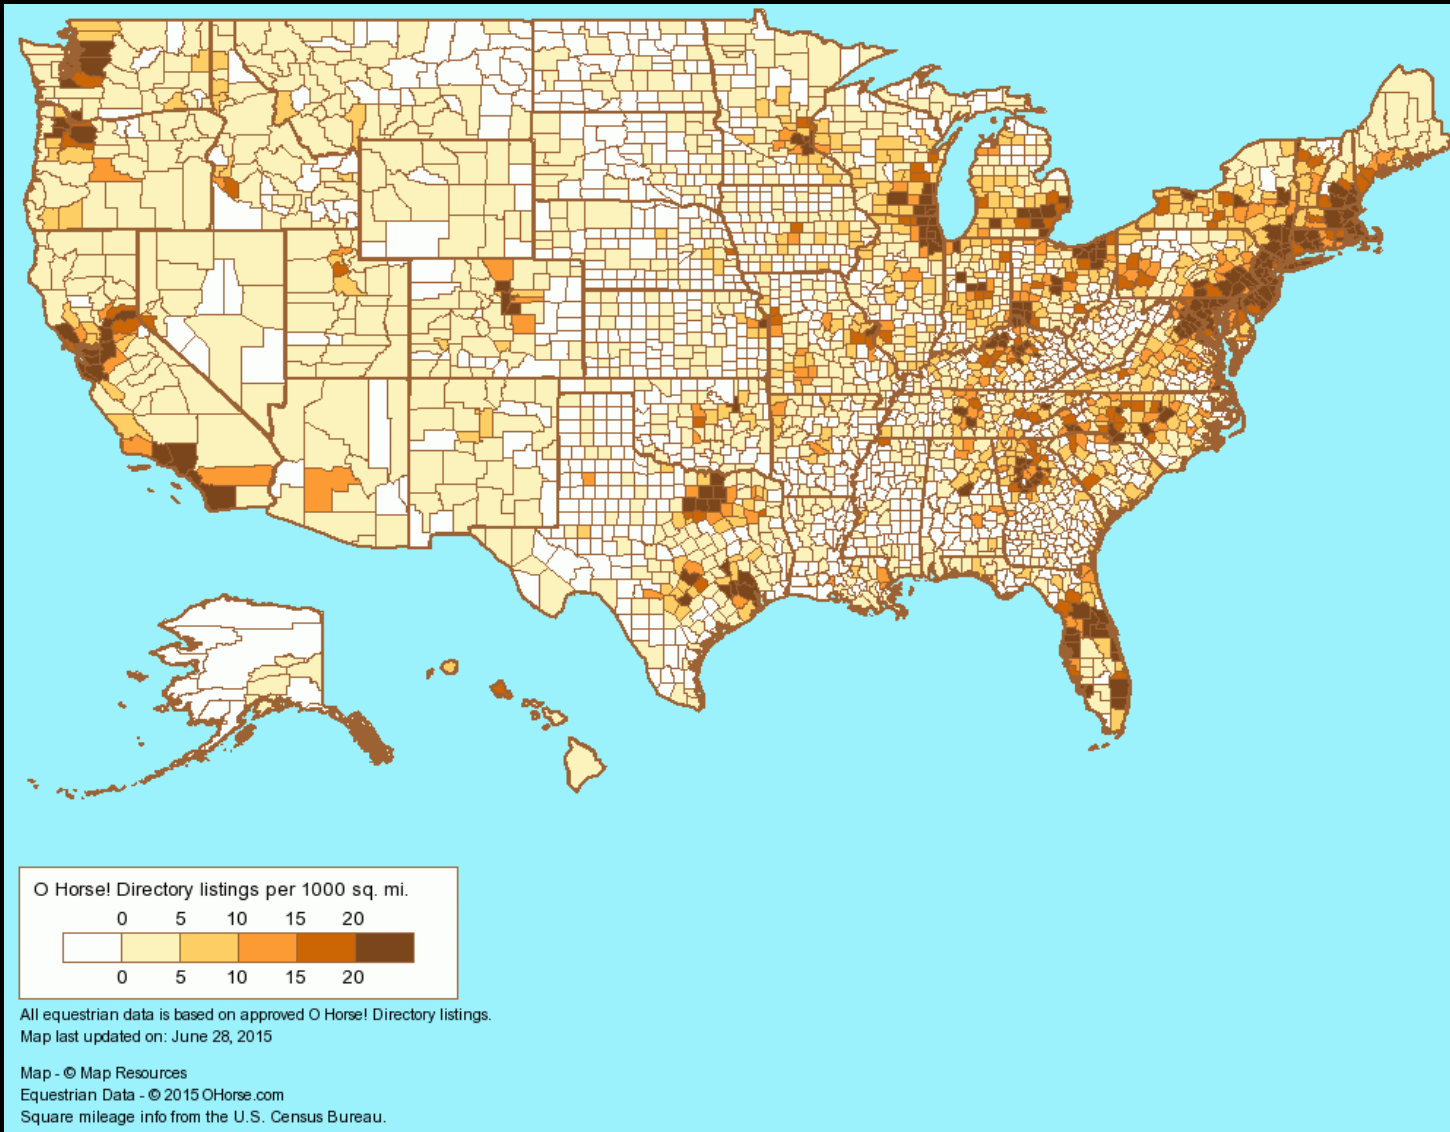 O Horse! Directory listings per 1000 sq. mi.
0 5 10 15 20
0 5 10 15 20
All equestrian data is based on approved O Horse! Directory listings.
Map last updated on: June 28, 2015
Map - © Map Resources
Equestrian Data - © 2015 OHorse.com
Square mileage info from the U.S. Census Bureau.